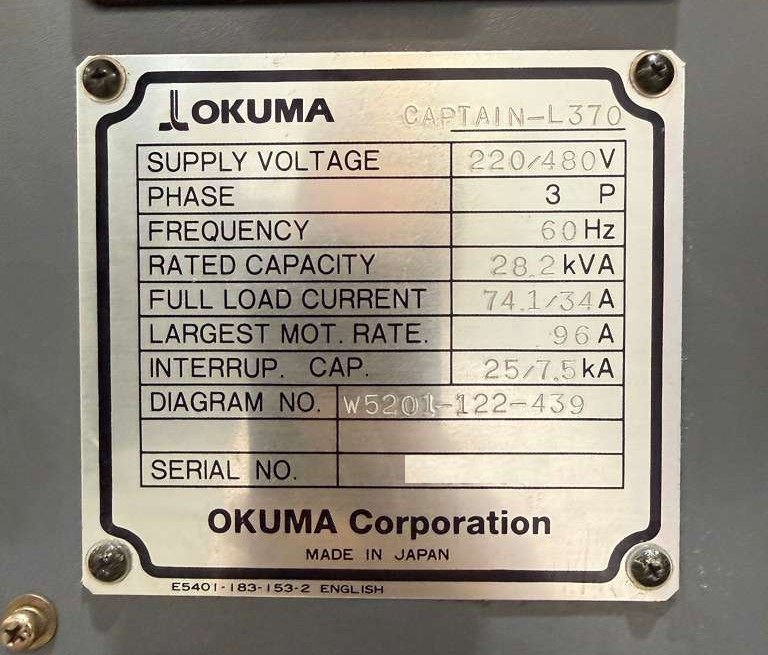 OKUMA CAPTAIN-L370
SUPPLY VOLTAGE 220/480V
PHASE 3 P
FREQUENCY 60Hz
RATED CAPACITY 28.2kVA
FULL LOAD CURRENT 74.1/34A
LARGEST MOT. RATE. 96A
INTERRUP. CAP. 25/7.5kA
DIAGRAM NO. W5201-122-439
SERIAL NO.
OKUMA Corporation
MADE IN JAPAN
E5401-183-153-2 ENGLISH